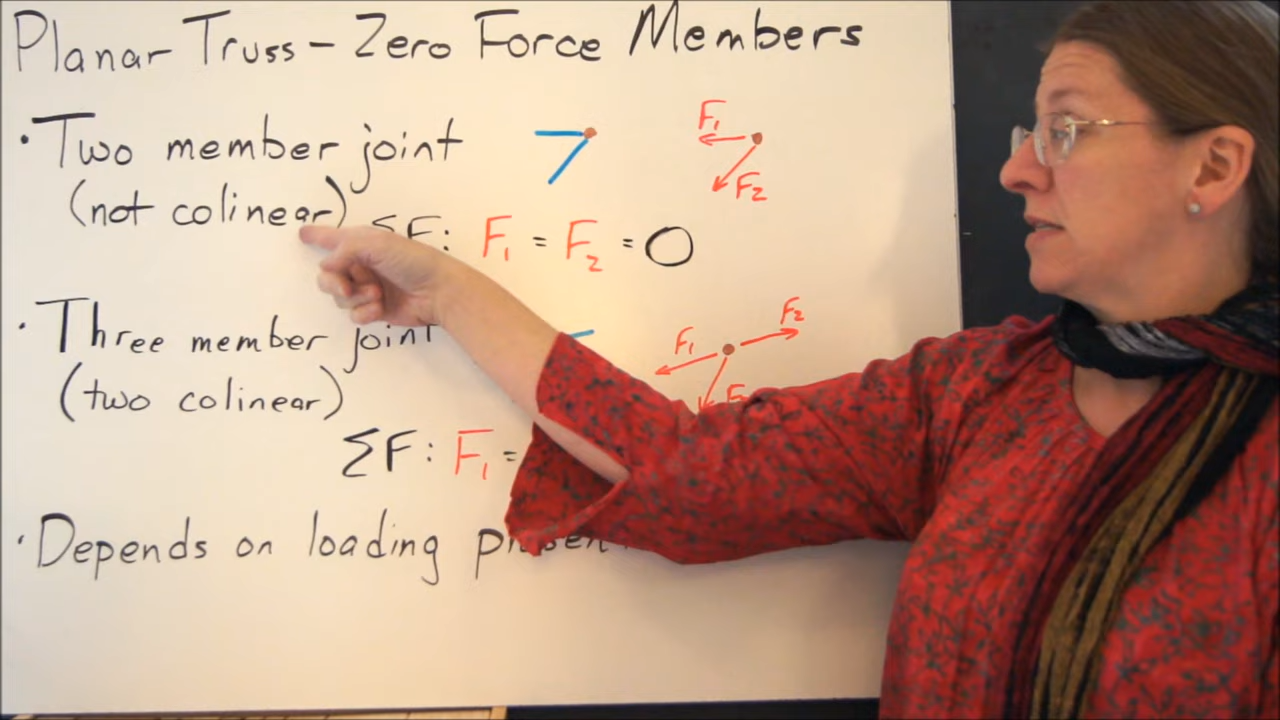 Planar Truss - Zero Force Members
• Two member joint
(not colinear)
F₁
F₂
ΣF: F₁ = F₂ = 0
• Three member joint
(two colinear)
F₁
F₂
ΣF: F₁ =
• Depends on loading